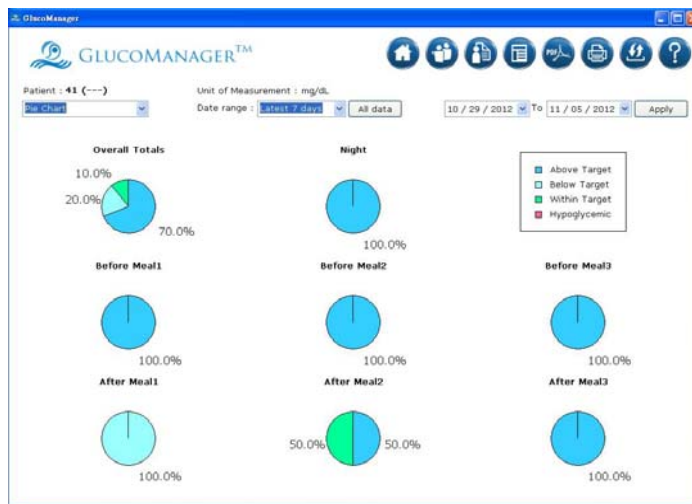 GlucoManager
GLUCOMANAGER™
PDF
?
Patient : 41 (---)
Unit of Measurement : mg/dL
Pie Chart
Date range : Latest 7 days
All data
10 / 29 / 2012 To 11 / 05 / 2012
Apply
Overall Totals
10.0%
20.0%
70.0%
Night
100.0%
Above Target
Below Target
Within Target
Hypoglycemic
Before Meal1
100.0%
Before Meal2
100.0%
Before Meal3
100.0%
After Meal1
100.0%
After Meal2
50.0%
50.0%
After Meal3
100.0%